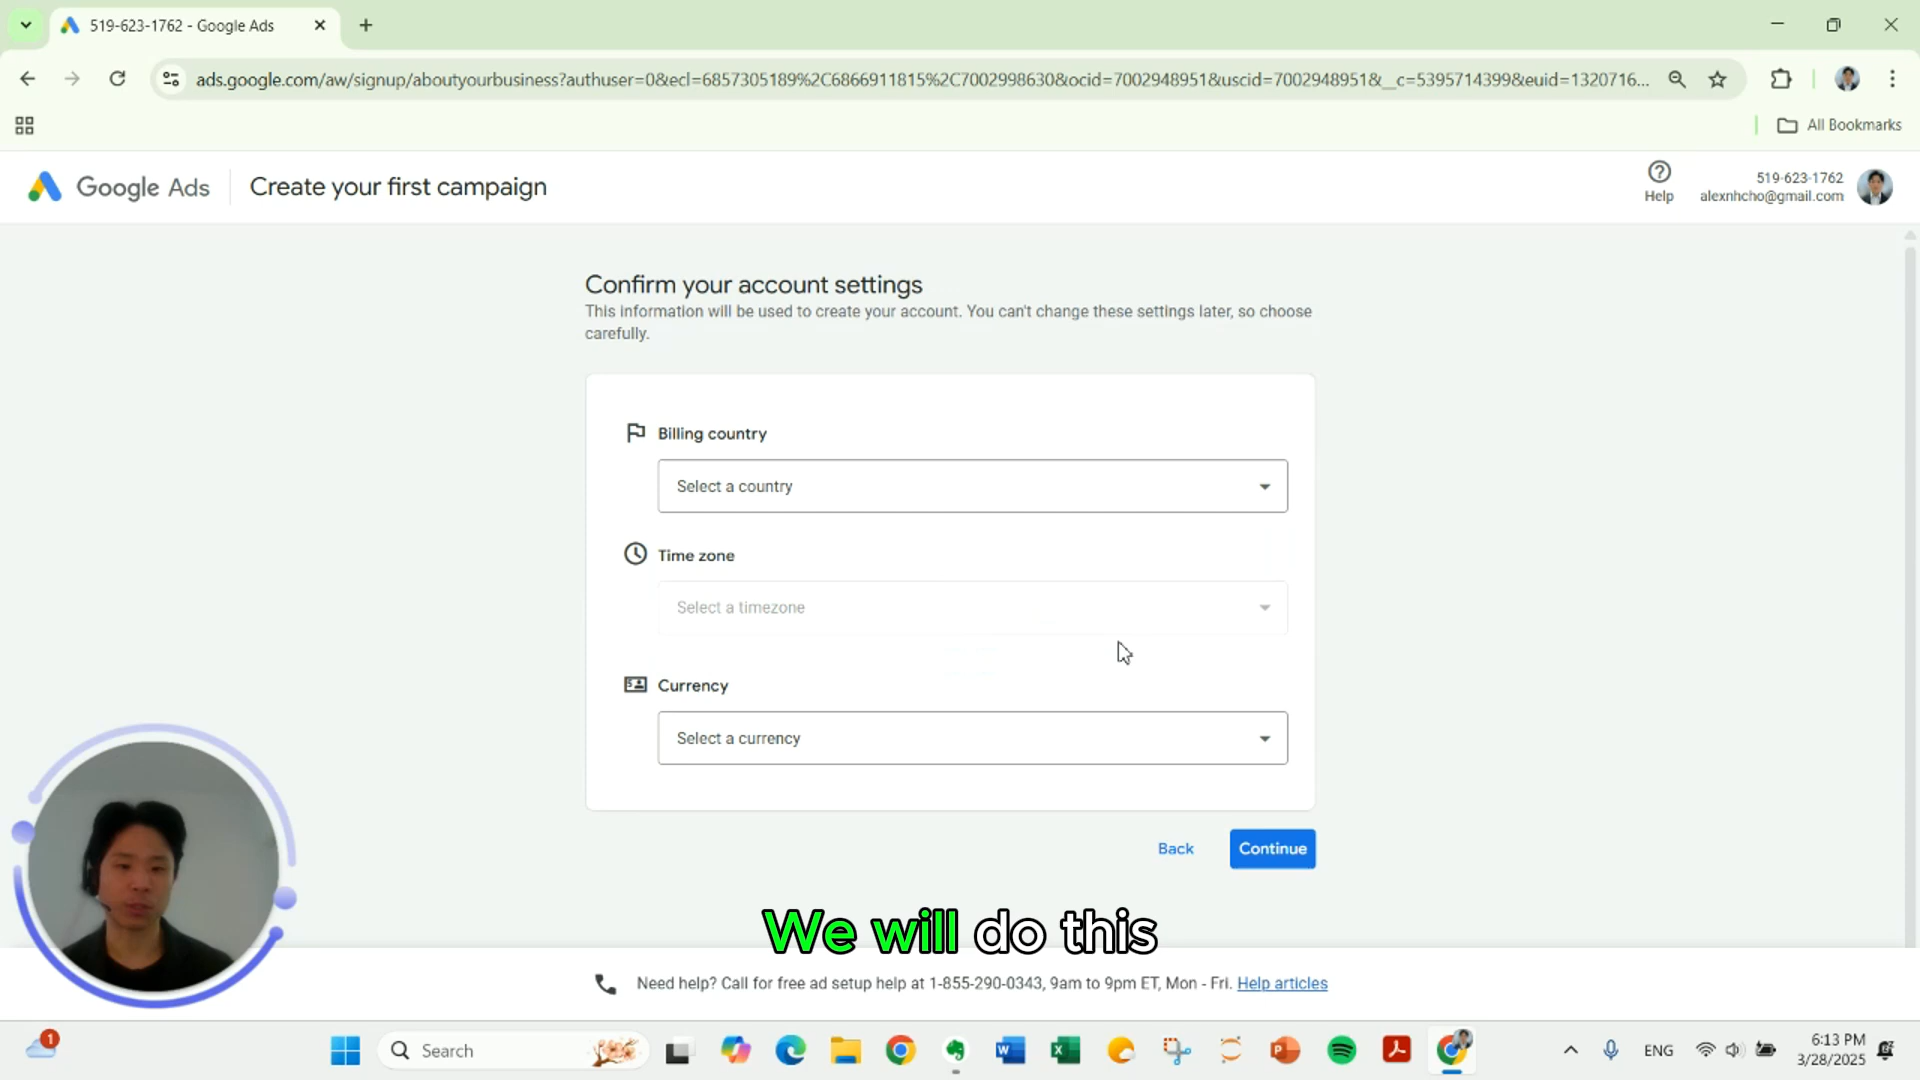 519-623-1762 - Google Ads
ads.google.com/aw/signup/aboutyourbusiness?authuser=0&ecl=6857305189%2C6866911815%2C7002998630&ocid=7002948951&uscid=7002948951&__c=5395714399&euid=1320716...
All Bookmarks
Google Ads
Create your first campaign
Help
519-623-1762
alexnhcho@gmail.com
Confirm your account settings
This information will be used to create your account. You can't change these settings later, so choose
carefully.
Billing country
Select a country
Time zone
Select a timezone
Currency
Select a currency
Back
Continue
We will do this
Need help? Call for free ad setup help at 1-855-290-0343, 9am to 9pm ET, Mon - Fri. Help articles
1
Search
ENG
6:13 PM
3/28/2025